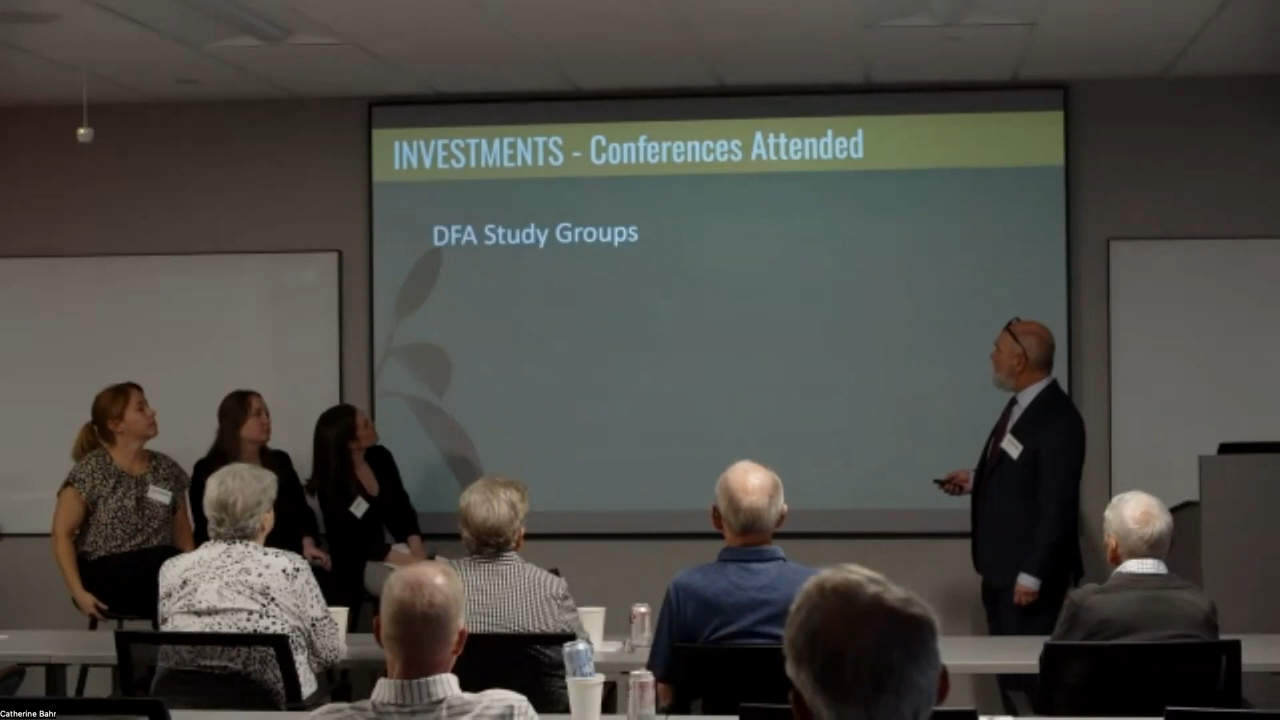 INVESTMENTS - Conferences Attended
DFA Study Groups
Catherine Bahr